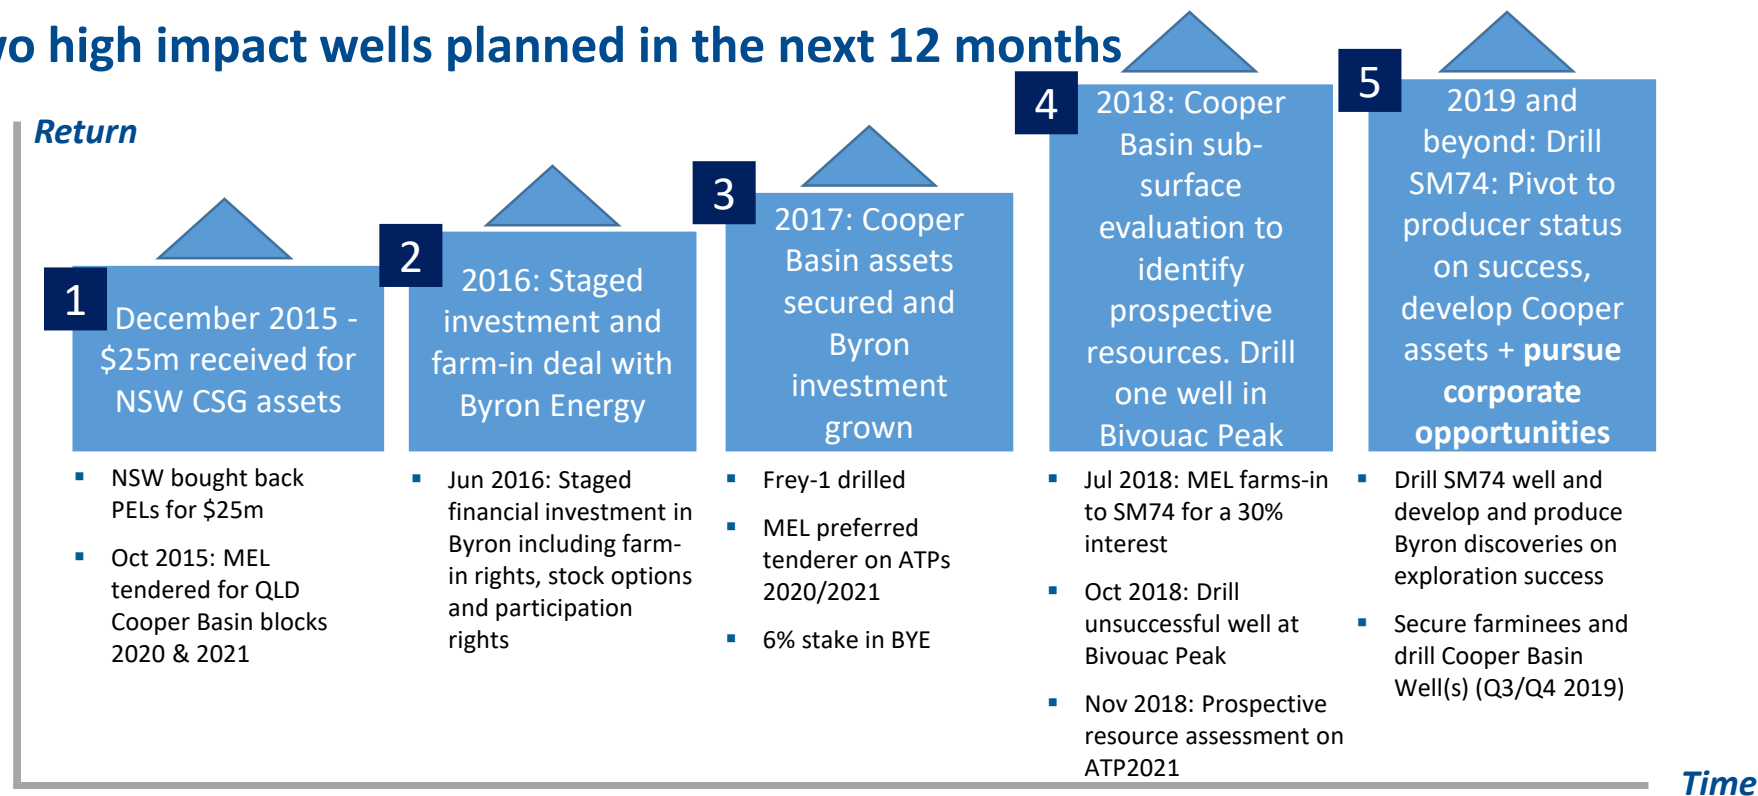 vo high impact wells planned in the next 12 months
Return
1
December 2015 -
$25m received for
NSW CSG assets
▪ NSW bought back
PELs for $25m
▪ Oct 2015: MEL
tendered for QLD
Cooper Basin blocks
2020 & 2021
2
2016: Staged
investment and
farm-in deal with
Byron Energy
▪ Jun 2016: Staged
financial investment in
Byron including farm-
in rights, stock options
and participation
rights
3
2017: Cooper
Basin assets
secured and
Byron
investment
grown
▪ Frey-1 drilled
▪ MEL preferred
tenderer on ATPs
2020/2021
▪ 6% stake in BYE
4
2018: Cooper
Basin sub-
surface
evaluation to
identify
prospective
resources. Drill
one well in
Bivouac Peak
▪ Jul 2018: MEL farms-in
to SM74 for a 30%
interest
▪ Oct 2018: Drill
unsuccessful well at
Bivouac Peak
▪ Nov 2018: Prospective
resource assessment on
ATP2021
5
2019 and
beyond: Drill
SM74: Pivot to
producer status
on success,
develop Cooper
assets + pursue
corporate
opportunities
▪ Drill SM74 well and
develop and produce
Byron discoveries on
exploration success
▪ Secure farminees and
drill Cooper Basin
Well(s) (Q3/Q4 2019)
Time